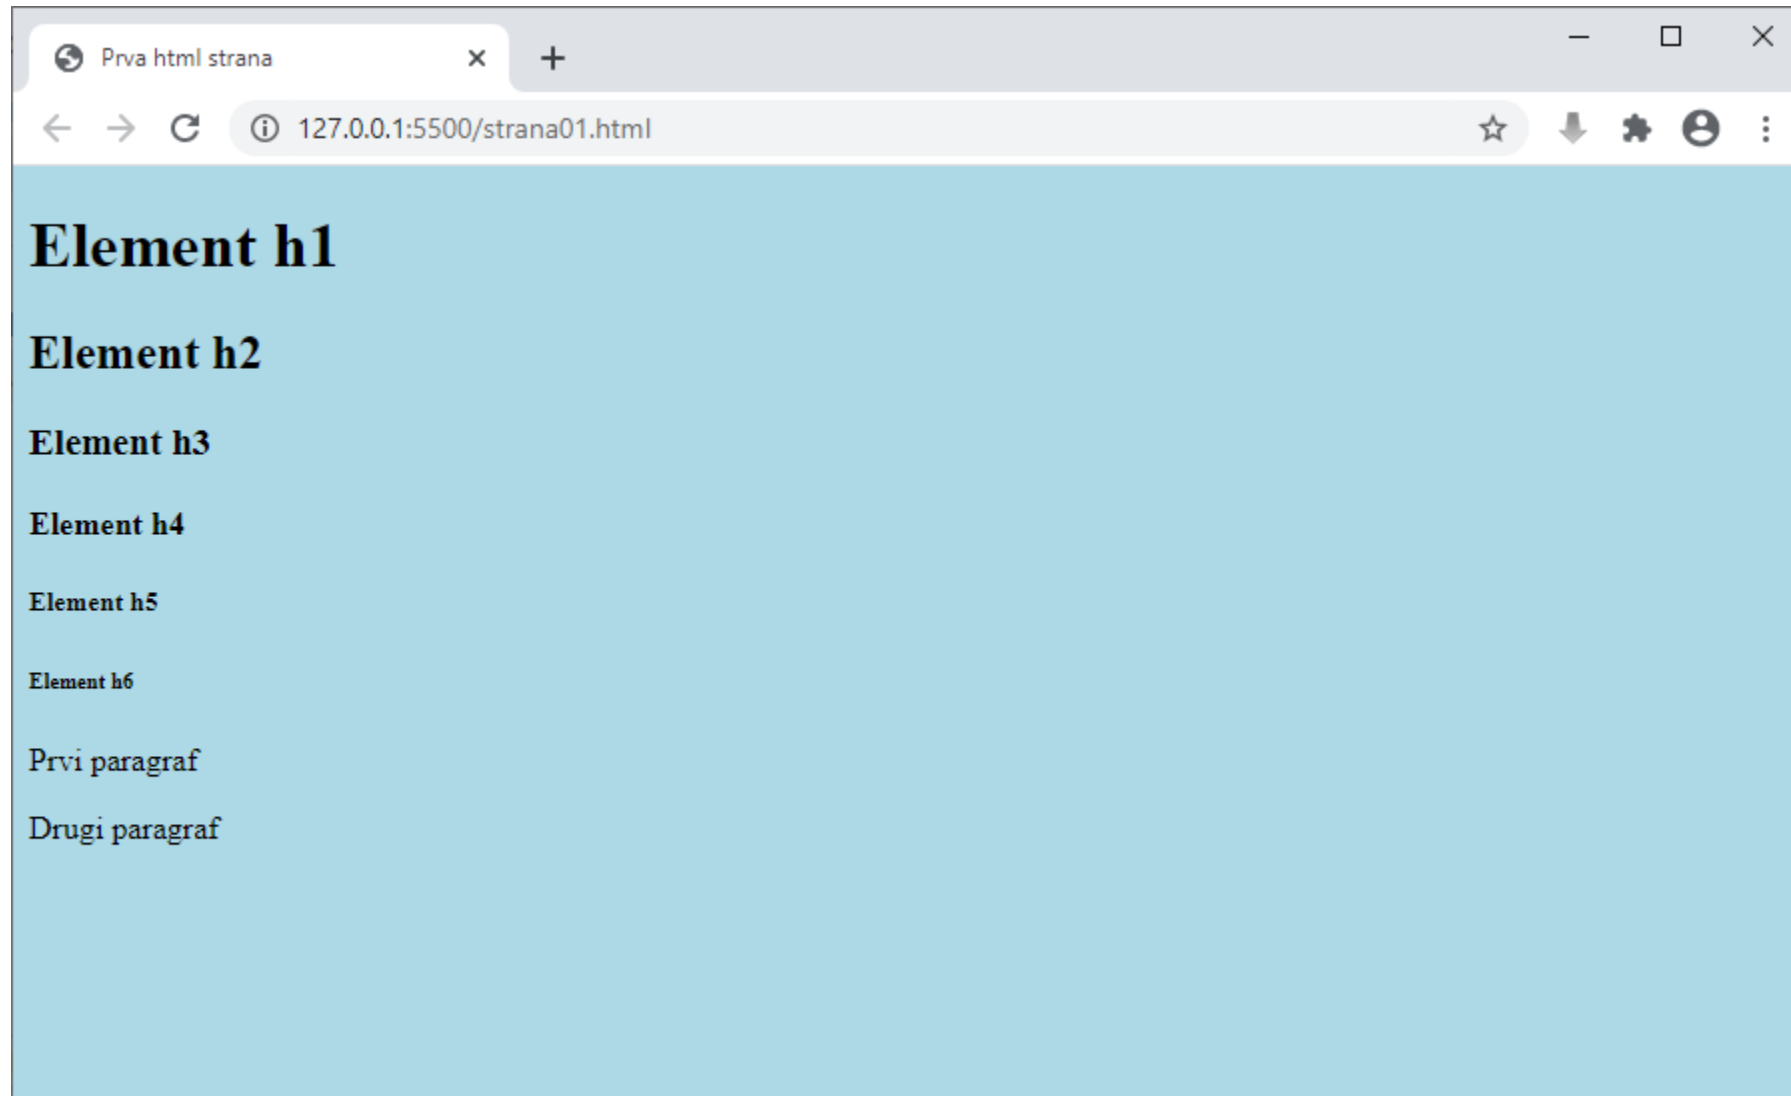 Prva html strana
127.0.0.1:5500/strana01.html
Element h1
Element h2
Element h3
Element h4
Element h5
Element h6
Prvi paragraf
Drugi paragraf